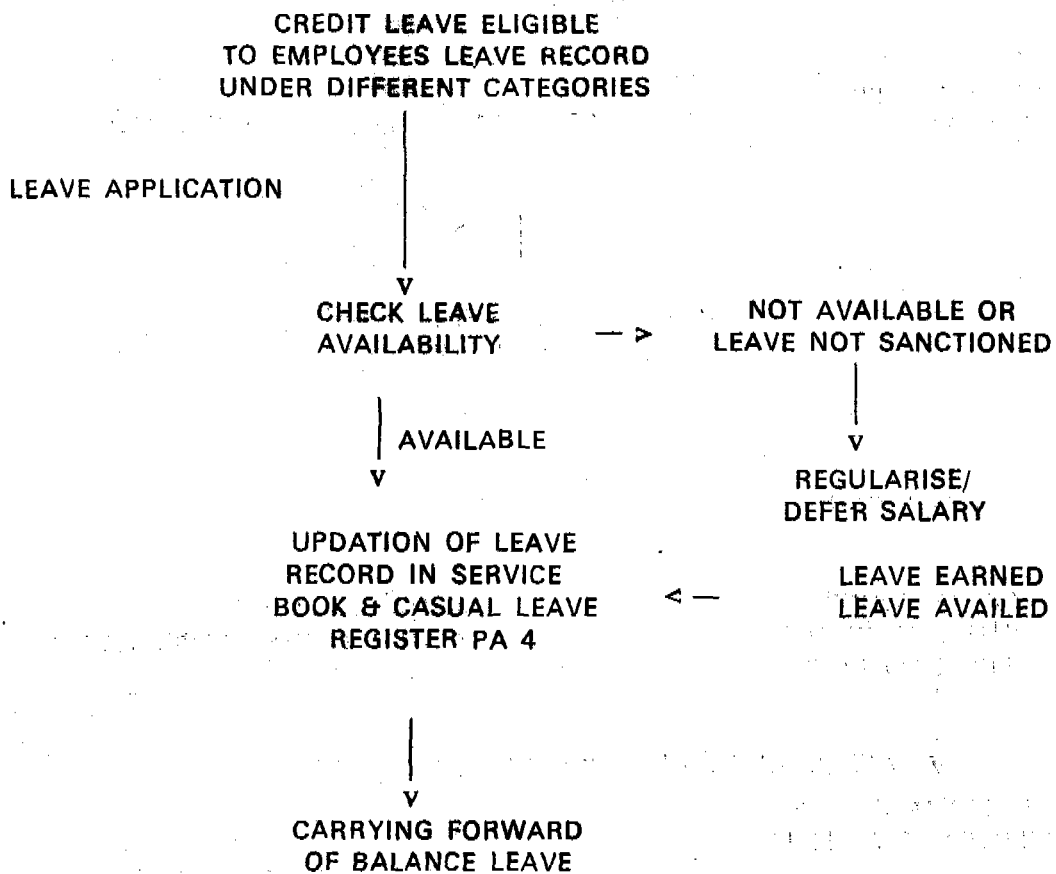 CREDIT LEAVE ELIGIBLE
TO EMPLOYEES LEAVE RECORD
UNDER DIFFERENT CATEGORIES
LEAVE APPLICATION
CHECK LEAVE
AVAILABILITY
NOT AVAILABLE OR
LEAVE NOT SANCTIONED
AVAILABLE
REGULARISE/
DEFER SALARY
UPDATION OF LEAVE
RECORD IN SERVICE
BOOK & CASUAL LEAVE
REGISTER PA 4
LEAVE EARNED
LEAVE AVAILED
CARRYING FORWARD
OF BALANCE LEAVE